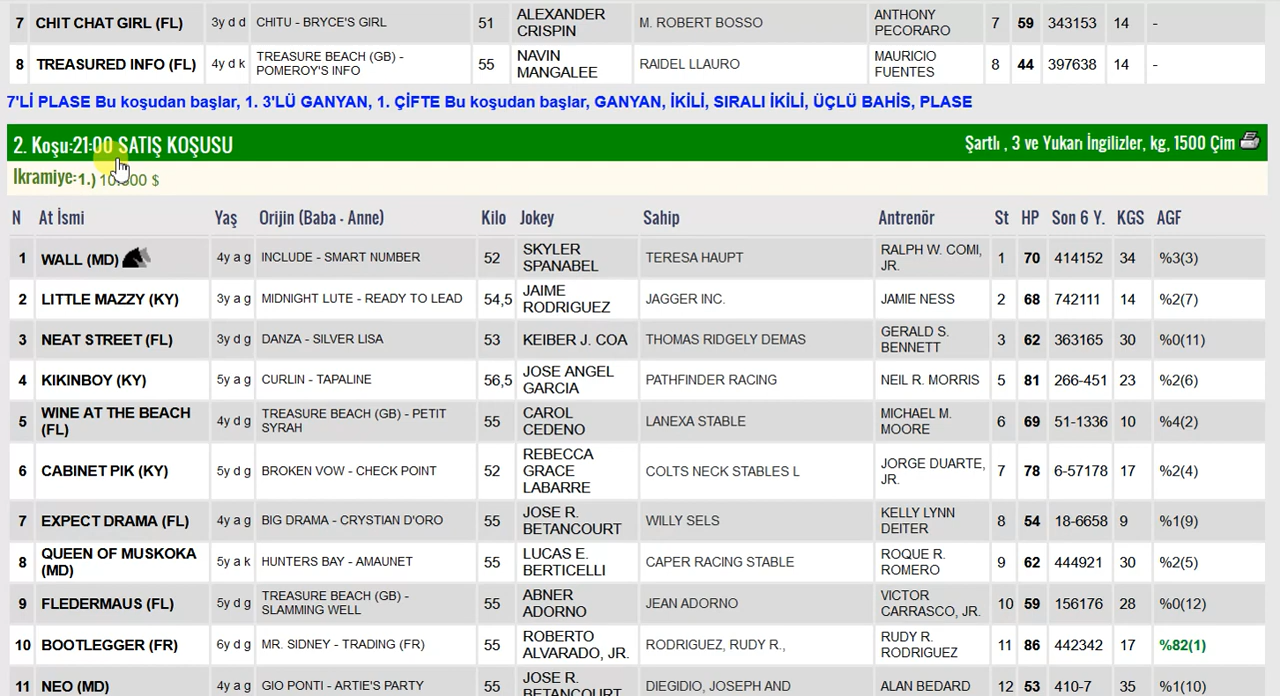 7 CHIT CHAT GIRL (FL) 3y d d CHITU - BRYCE'S GIRL 51 ALEXANDER CRISPIN M. ROBERT BOSSO ANTHONY PECORARO 7 59 343153 14 -
8 TREASURED INFO (FL) 4y d k TREASURE BEACH (GB) - POMEROY'S INFO 55 NAVIN MANGALEE RAIDEL LLAURO MAURICIO FUENTES 8 44 397638 14 -
7'Lİ PLASE Bu koşudan başlar, 1. 3'LÜ GANYAN, 1. ÇİFTE Bu koşudan başlar, GANYAN, İKİLİ, SIRALI İKİLİ, ÜÇLÜ BAHİS, PLASE
2. Koşu:21:00 SATIŞ KOŞUSU Şartlı , 3 ve Yukarı İngilizler, kg, 1500 Çim
Ikramiye:1.) $
N At İsmi Yaş Orijin (Baba - Anne) Kilo Jokey Sahip Antrenör St HP Son 6 Y. KGS AGF
1 WALL (MD) 4y a g INCLUDE - SMART NUMBER 52 SKYLER SPANABEL TERESA HAUPT RALPH W. COMI, JR. 1 70 414152 34 %3(3)
2 LITTLE MAZZY (KY) 3y a g MIDNIGHT LUTE - READY TO LEAD 54,5 JAIME RODRIGUEZ JAGGER INC. JAMIE NESS 2 68 742111 14 %2(7)
3 NEAT STREET (FL) 3y d g DANZA - SILVER LISA 53 KEIBER J. COA THOMAS RIDGELY DEMAS GERALD S. BENNETT 3 62 363165 30 %0(11)
4 KIKINBOY (KY) 5y a g CURLIN - TAPALINE 56,5 JOSE ANGEL GARCIA PATHFINDER RACING NEIL R. MORRIS 5 81 266-451 23 %2(6)
5 WINE AT THE BEACH (FL) 4y d g TREASURE BEACH (GB) - PETIT SYRAH 55 CAROL CEDENO LANEXA STABLE MICHAEL M. MOORE 6 69 51-1336 10 %4(2)
6 CABINET PIK (KY) 5y d g BROKEN VOW - CHECK POINT 52 REBECCA GRACE LABARRE COLTS NECK STABLES L JORGE DUARTE, JR. 7 78 6-57178 17 %2(4)
7 EXPECT DRAMA (FL) 4y a g BIG DRAMA - CRYSTIAN D'ORO 55 JOSE R. BETANCOURT WILLY SELS KELLY LYNN DEITER 8 54 18-6658 9 %1(9)
8 QUEEN OF MUSKOKA (MD) 5y a k HUNTERS BAY - AMAUNET 55 LUCAS E. BERTICELLI CAPER RACING STABLE ROQUE R. ROMERO 9 62 444921 30 %2(5)
9 FLEDERMAUS (FL) 5y d g TREASURE BEACH (GB) - SLAMMING WELL 55 ABNER ADORNO JEAN ADORNO VICTOR CARRASCO, JR. 10 59 156176 28 %0(12)
10 BOOTLEGGER (FR) 6y d g MR. SIDNEY - TRADING (FR) 55 ROBERTO ALVARADO, JR. RODRIGUEZ, RUDY R., RUDY R. RODRIGUEZ 11 86 442342 17 %82(1)
11 NEO (MD) 4y a g GIO PONTI - ARTIE'S PARTY 55 JOSE R. BETANCOURT DIEGIDIO, JOSEPH AND ALAN BEDARD 12 53 410-7 35 %1(10)